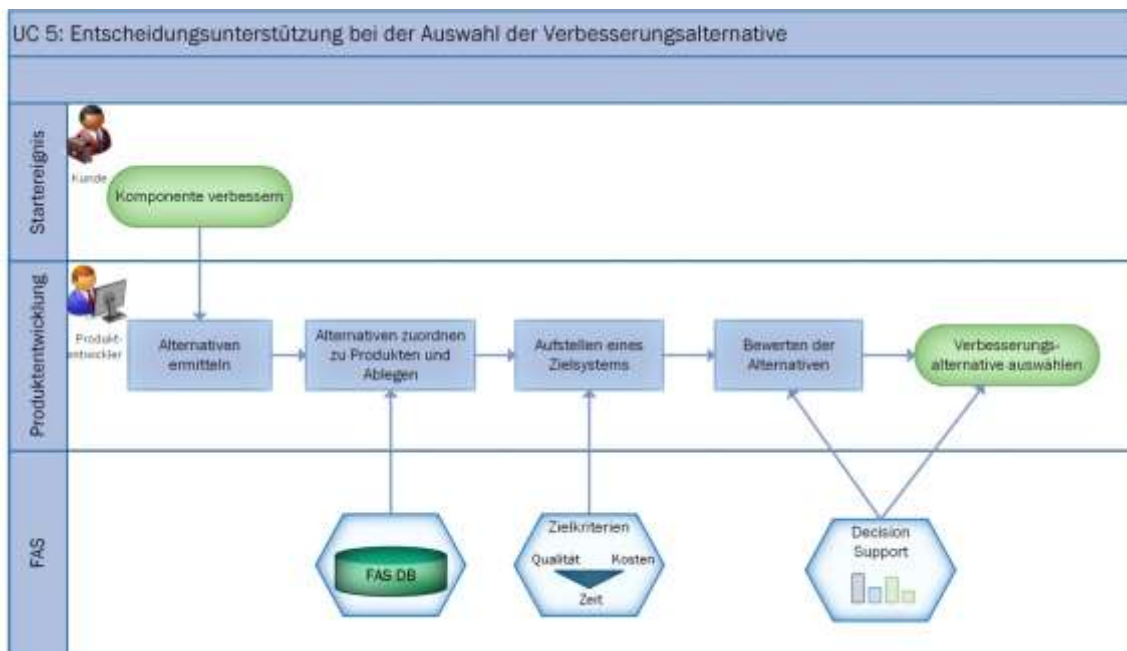 UC 5: Entscheidungsunterstützung bei der Auswahl der Verbesserungsalternative
Startereignis
Kunde
Komponente verbessern
Produktentwicklung
Produkt-
entwickler
Alternativen
ermitteln
Alternativen zuordnen
zu Produkten und
Ablegen
Aufstellen eines
Zielsystems
Bewerten der
Alternativen
Verbesserungs-
alternative auswählen
FAS
FAS DB
Zielkriterien
Qualität
Kosten
Zeit
Decision
Support